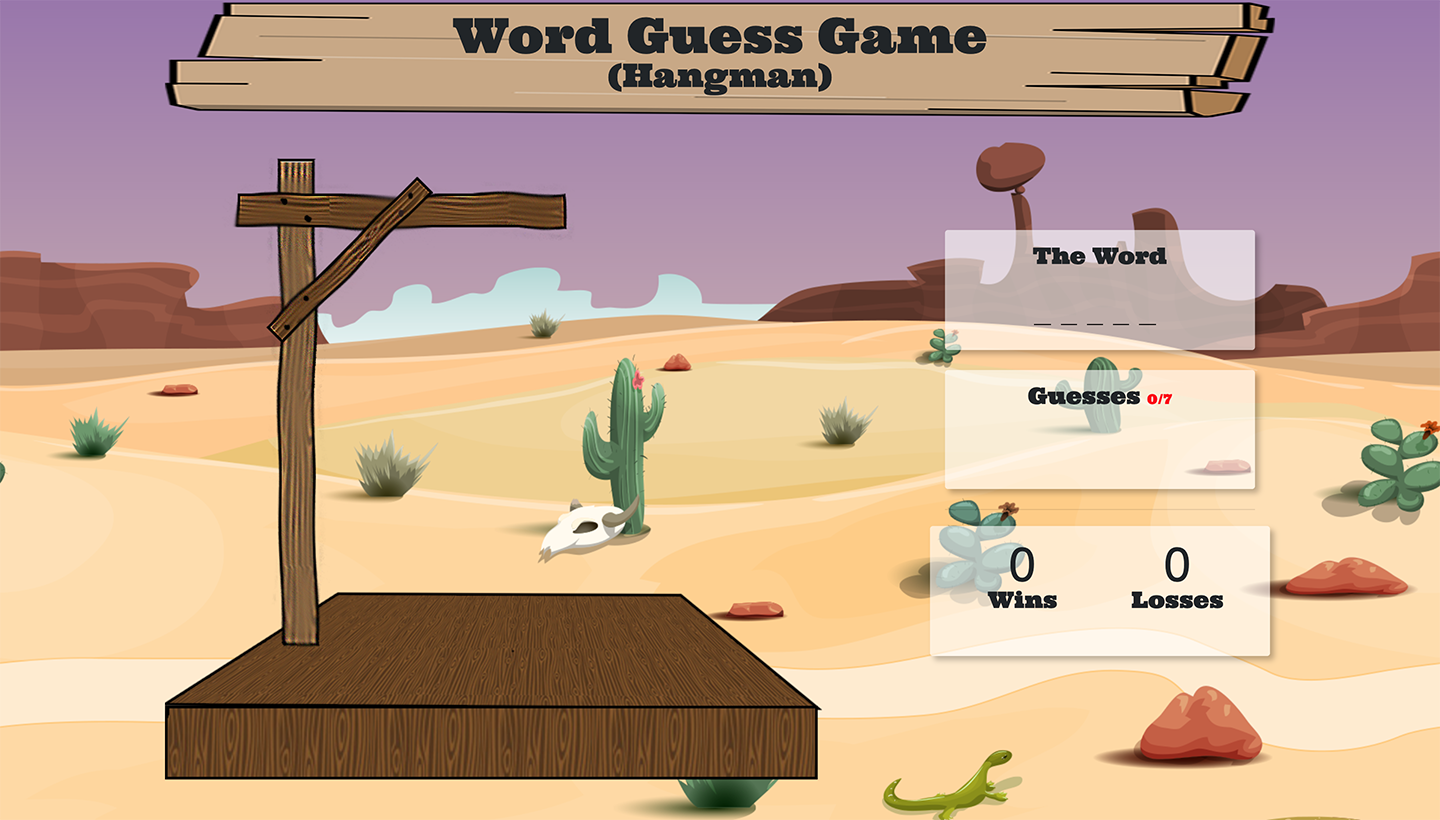 Word Guess Game
(Hangman)
The Word
_ _ _ _ _
Guesses 0/7
0 0
Wins Losses